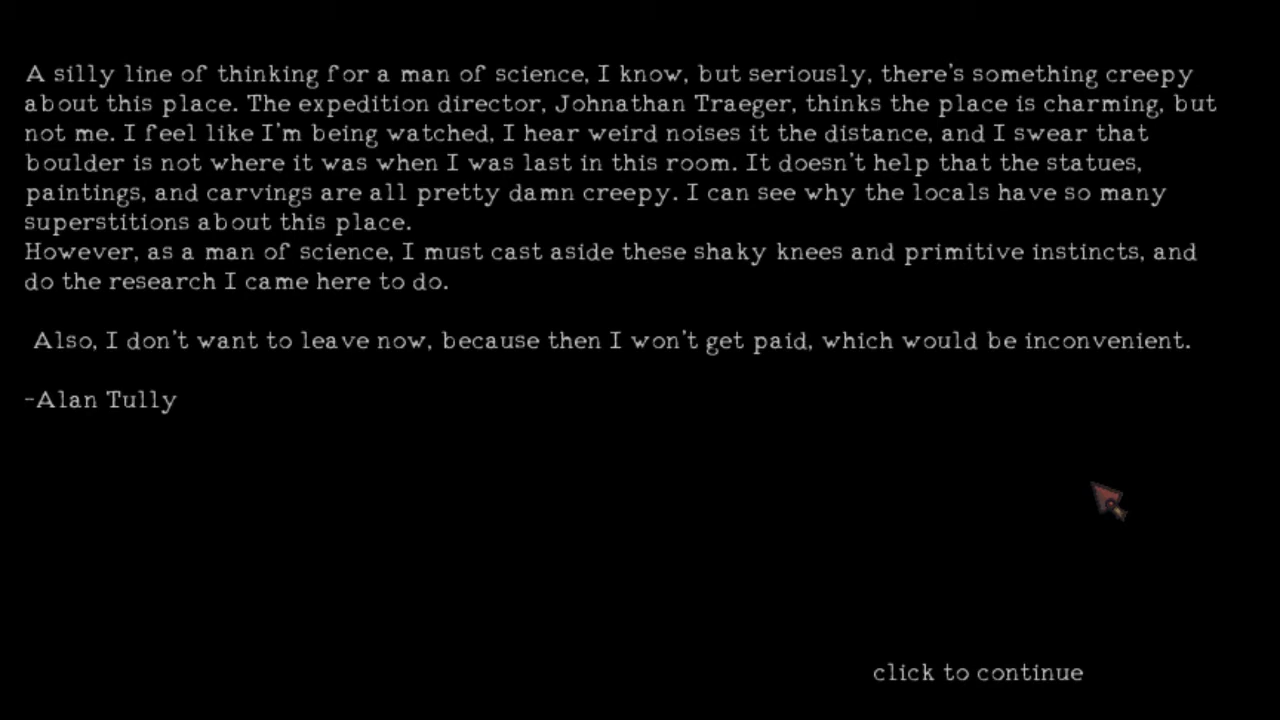 A silly line of thinking for a man of science, I know, but seriously, there's something creepy
about this place. The expedition director, Johnathan Traeger, thinks the place is charming, but
not me. I feel like I'm being watched, I hear weird noises it the distance, and I swear that
boulder is not where it was when I was last in this room. It doesn't help that the statues,
paintings, and carvings are all pretty damn creepy. I can see why the locals have so many
superstitions about this place.
However, as a man of science, I must cast aside these shaky knees and primitive instincts, and
do the research I came here to do.
Also, I don't want to leave now, because then I won't get paid, which would be inconvenient.
-Alan Tully
click to continue